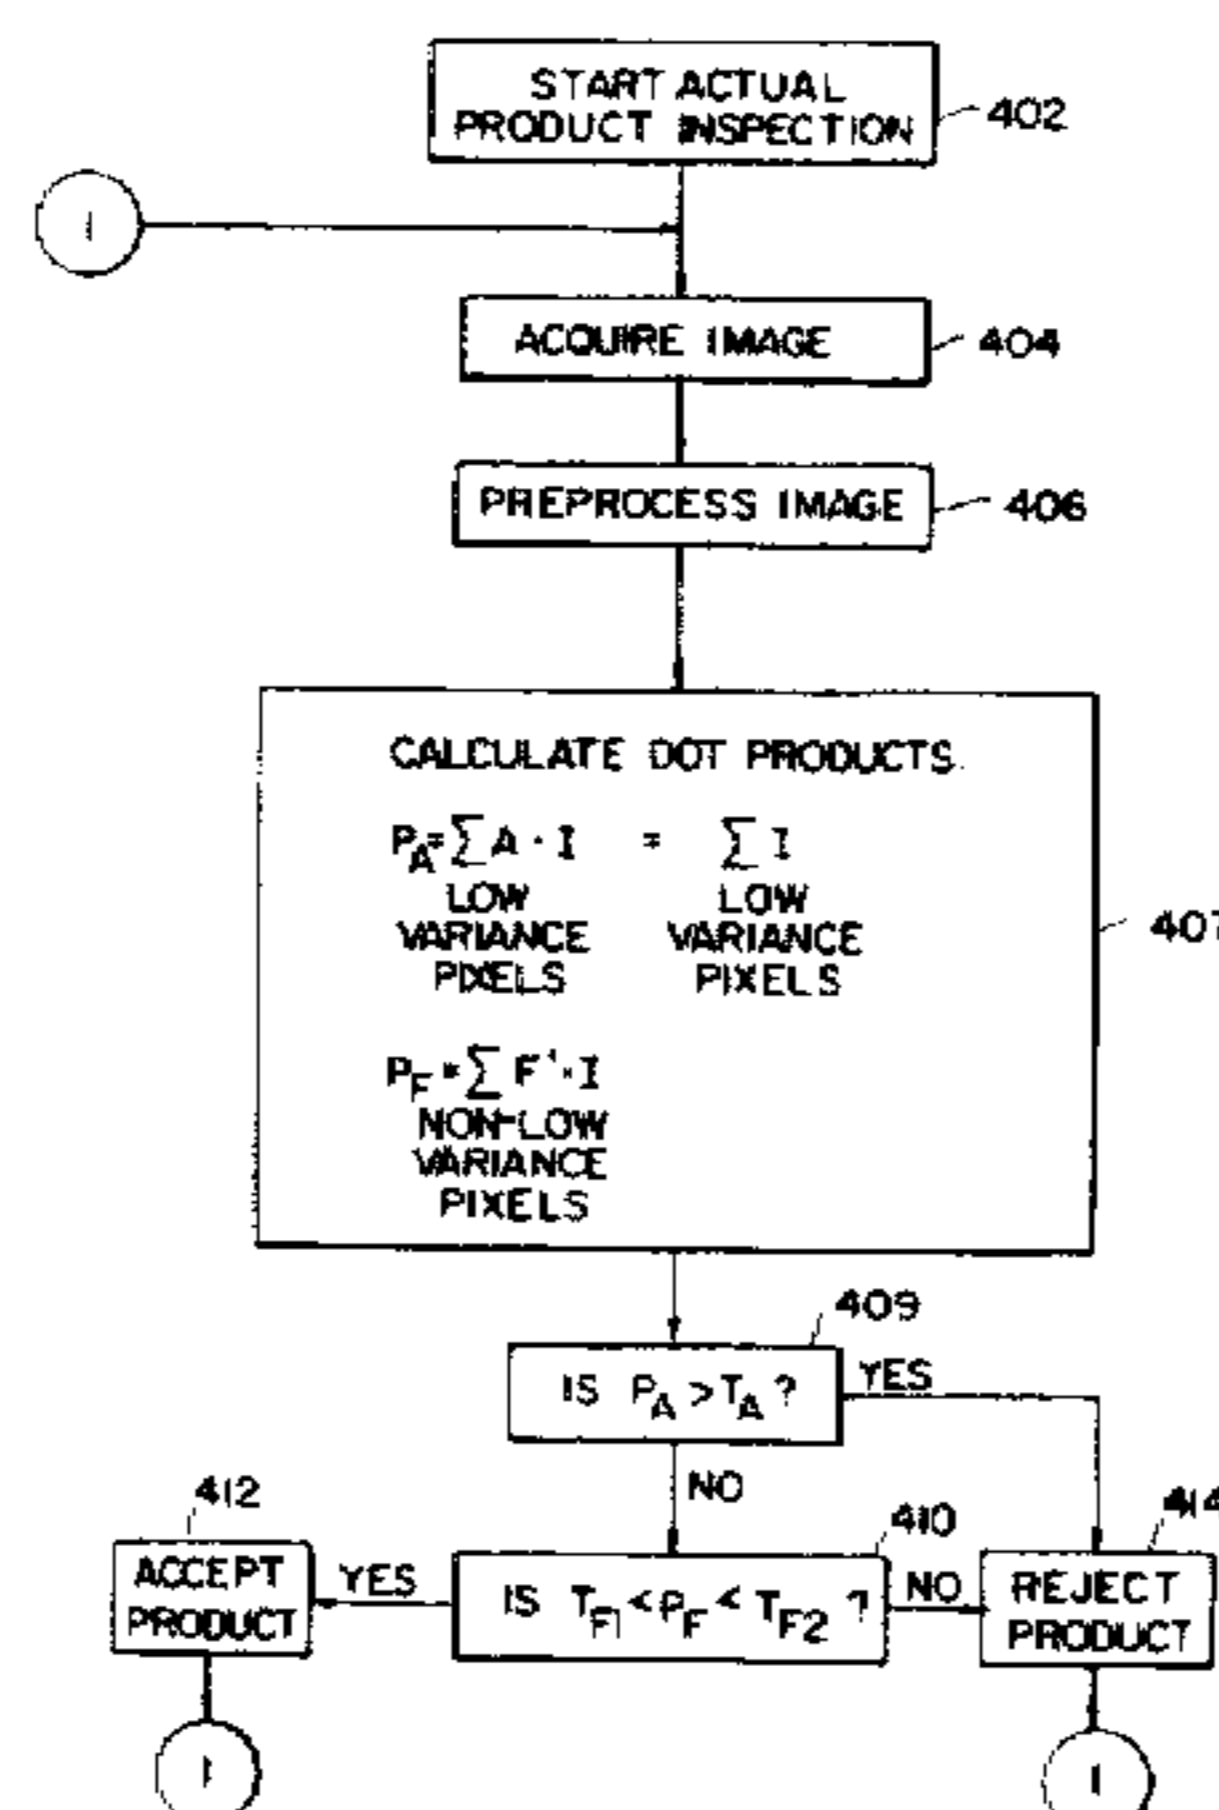 START ACTUAL
PRODUCT INSPECTION
402
1
ACQUIRE IMAGE
404
PREPROCESS IMAGE
406
CALCULATE DOT PRODUCTS
P_A = ∑ A · I = ∑ I
LOW LOW
VARIANCE VARIANCE
PIXELS PIXELS
407
P_F = ∑ F' · I
NON-LOW
VARIANCE
PIXELS
409
IS P_A > T_A ?
YES
NO
412
410
414
ACCEPT
PRODUCT
YES
IS T_F1 < P_F < T_F2 ?
NO
REJECT
PRODUCT
1
1